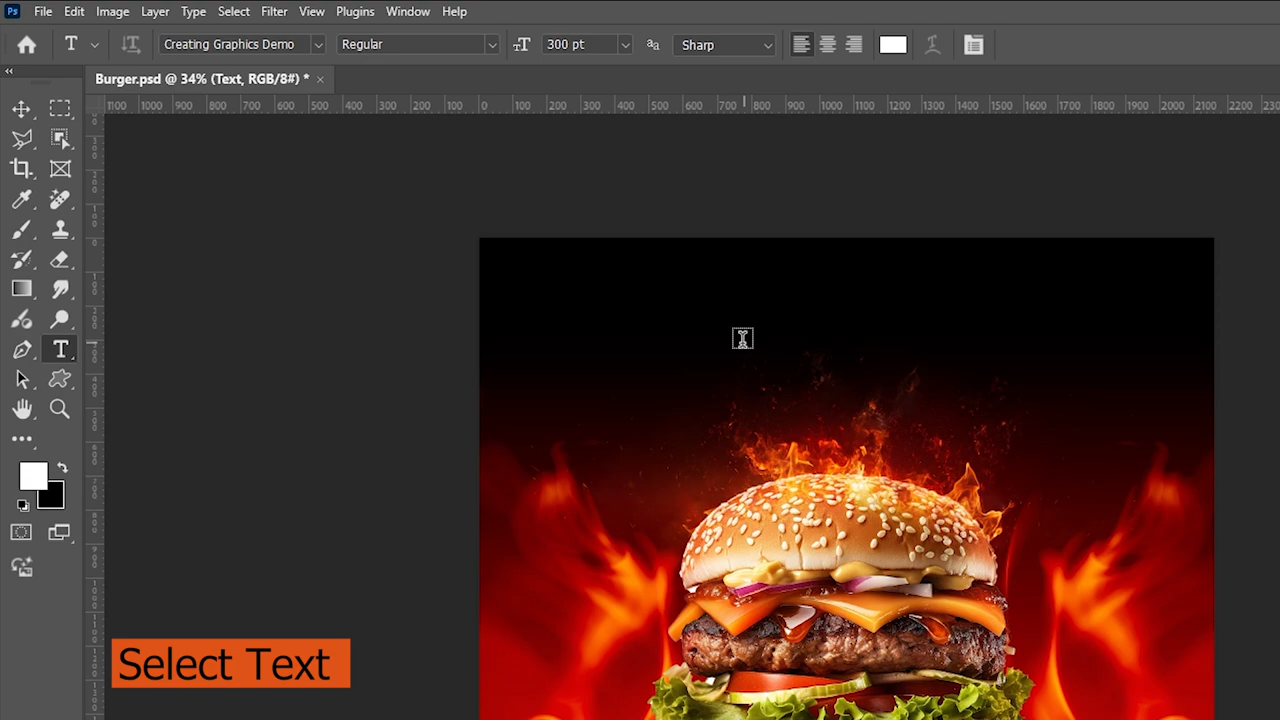 Ps File Edit Image Layer Type Select Filter View Plugins Window Help
T Creating Graphics Demo Regular 300 pt aa Sharp
Burger.psd @ 34% (Text, RGB/8#) * ×
1100 1000 900 800 700 600 500 400 300 200 100 0 100 200 300 400 500 600 700 800 900 1000 1100 1200 1300 1400 1500 1600 1700 1800 1900 2000 2100 2200 230
Select Text